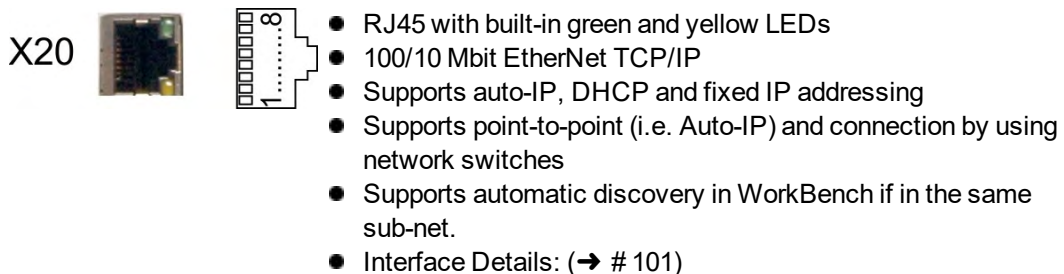 X20
8
1
● RJ45 with built-in green and yellow LEDs
● 100/10 Mbit EtherNet TCP/IP
● Supports auto-IP, DHCP and fixed IP addressing
● Supports point-to-point (i.e. Auto-IP) and connection by using
network switches
● Supports automatic discovery in WorkBench if in the same
sub-net.
● Interface Details: (➜ # 101)